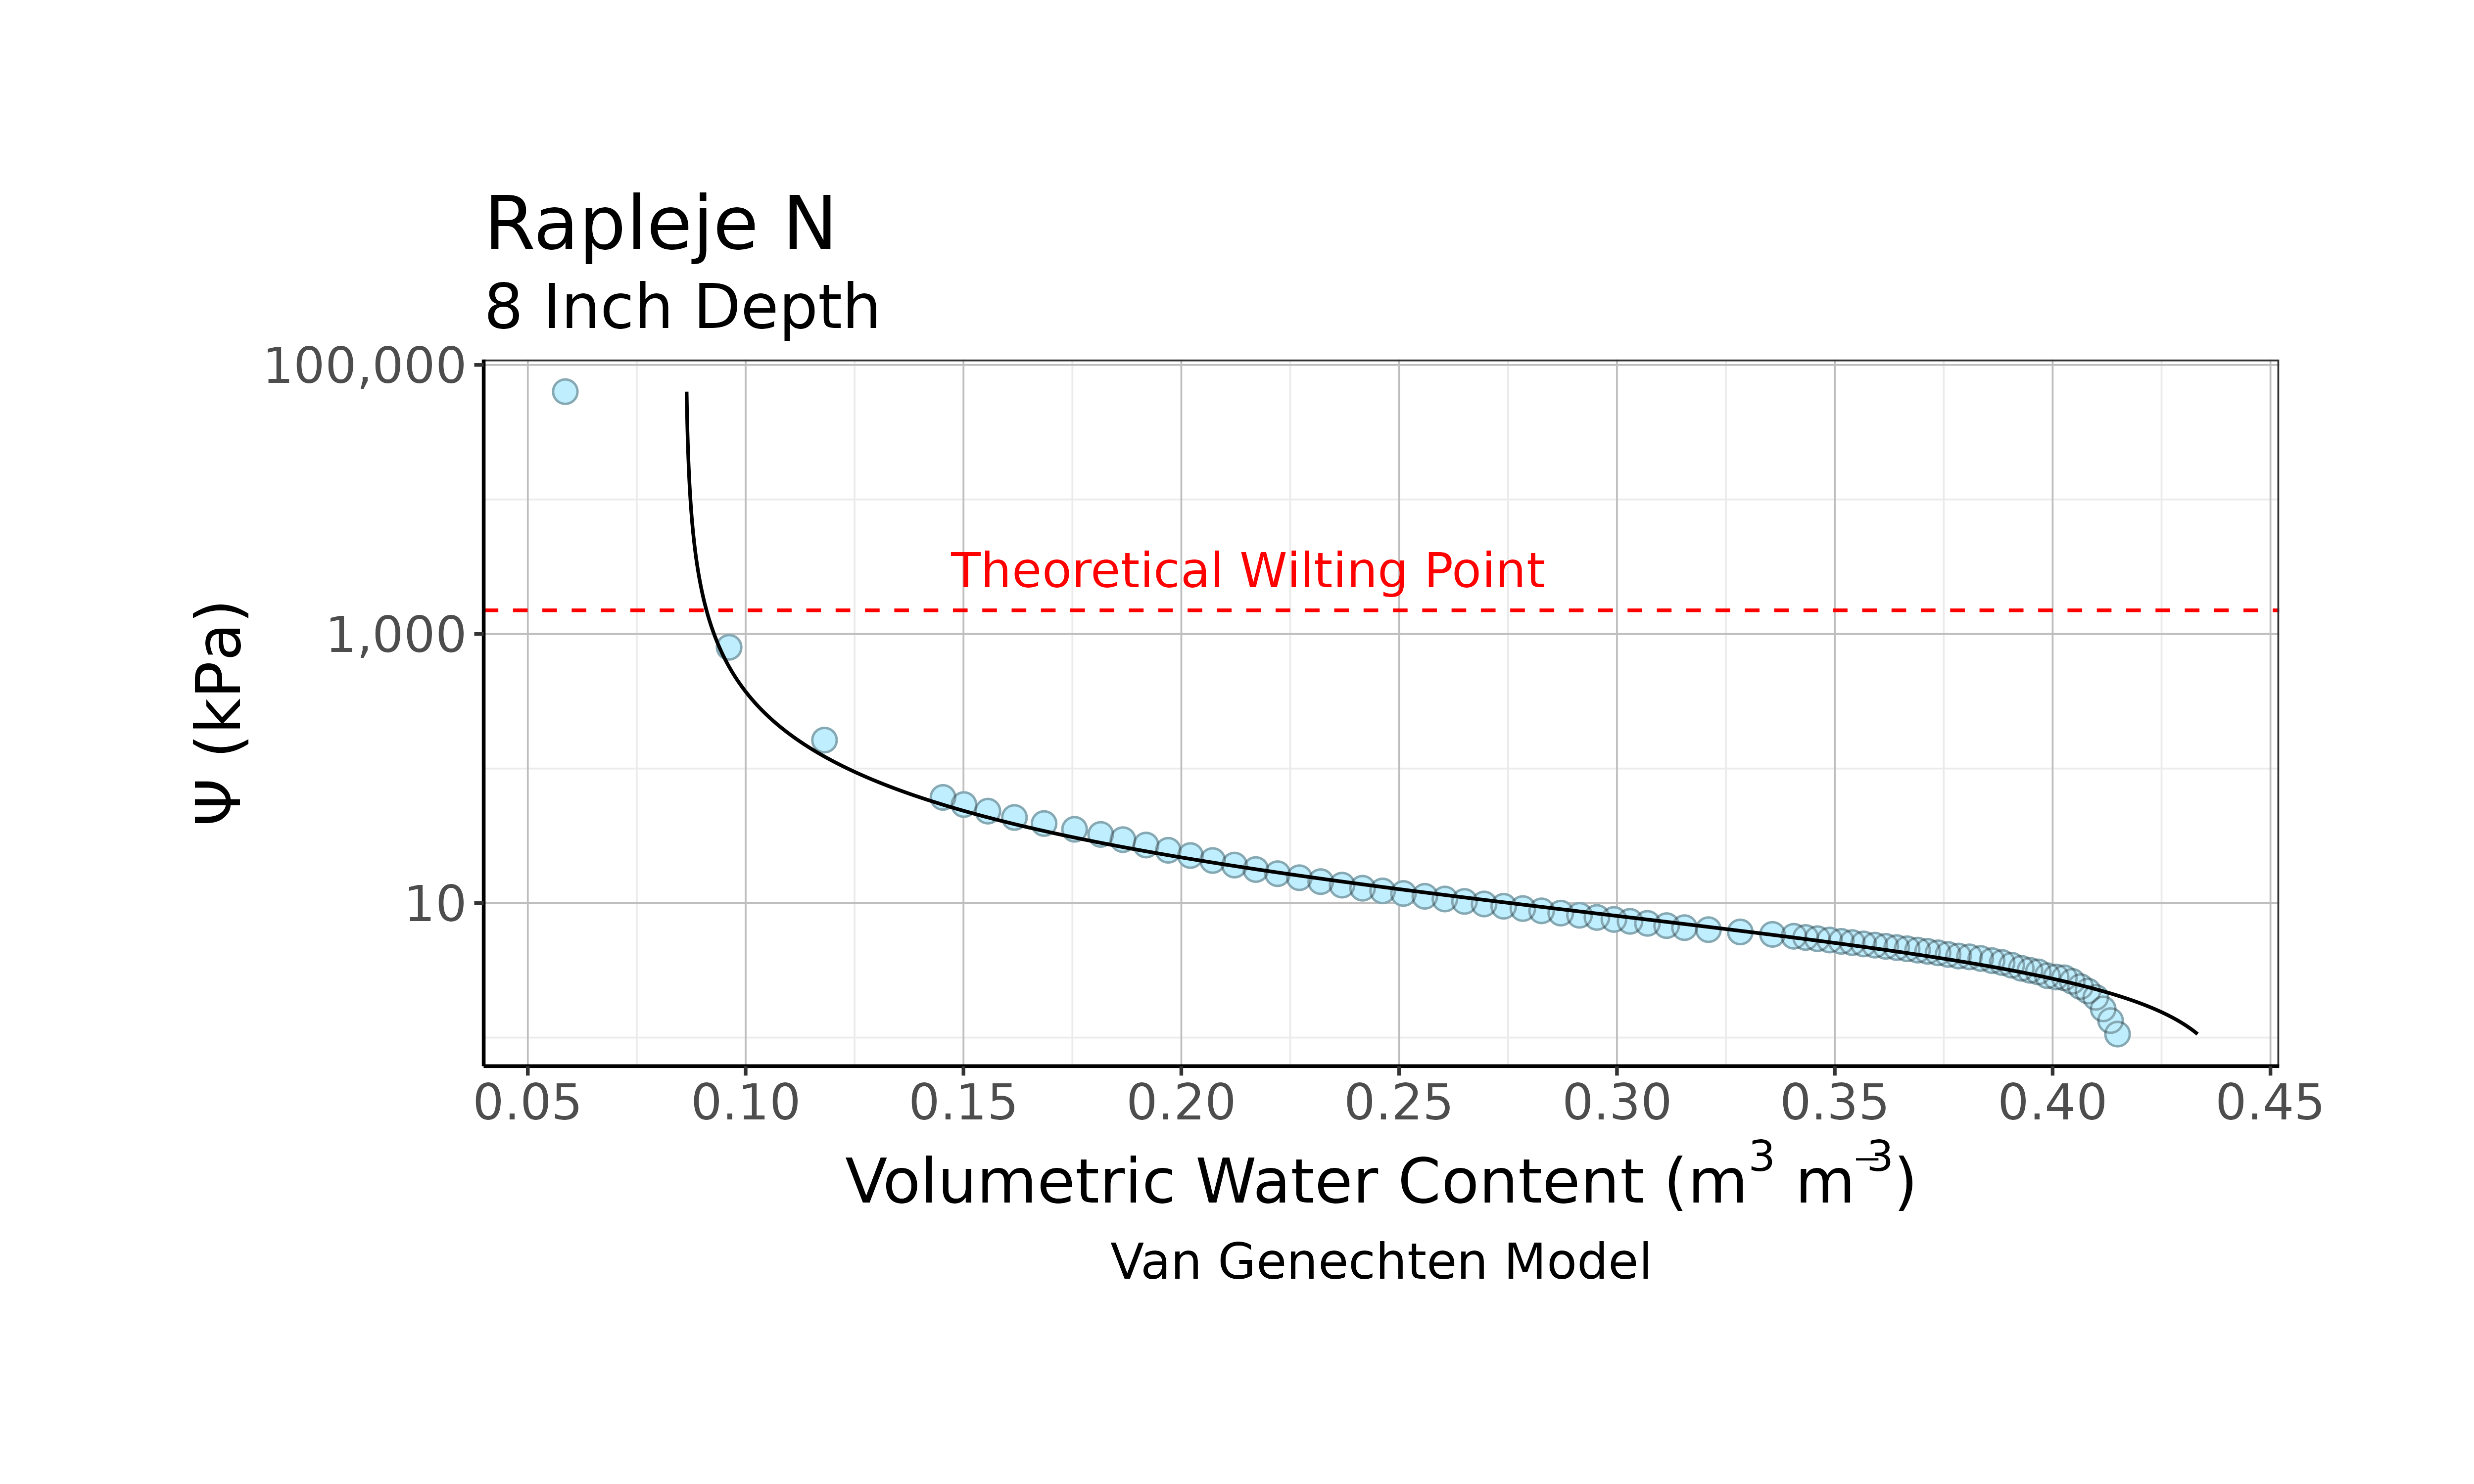 Rapleje N
8 Inch Depth
100,000
1,000
10
Ψ (kPa)
Theoretical Wilting Point
0.05 0.10 0.15 0.20 0.25 0.30 0.35 0.40 0.45
Volumetric Water Content (m³ m⁻³)
Van Genechten Model